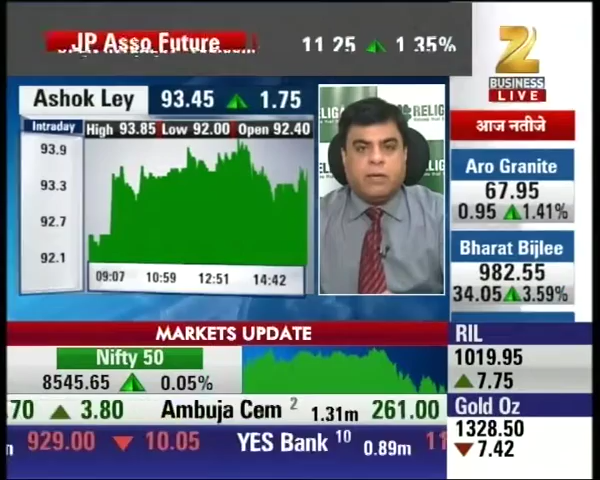 JP Asso Future 11.25 1.35%
Z
BUSINESS
LIVE
Ashok Ley 93.45 1.75
Intraday High 93.85 Low 92.00 Open 92.40
93.9
93.3
92.7
92.1
09:07 10:59 12:51 14:42
RELIG
आज नतीजे
Aro Granite
67.95
0.95 1.41%
Bharat Bijlee
982.55
34.05 3.59%
MARKETS UPDATE
Nifty 50
8545.65 0.05%
RIL
1019.95
7.75
70 3.80 Ambuja Cem 2 1.31m 261.00
Gold Oz
1328.50
7.42
929.00 10.05 YES Bank 10 0.89m 11